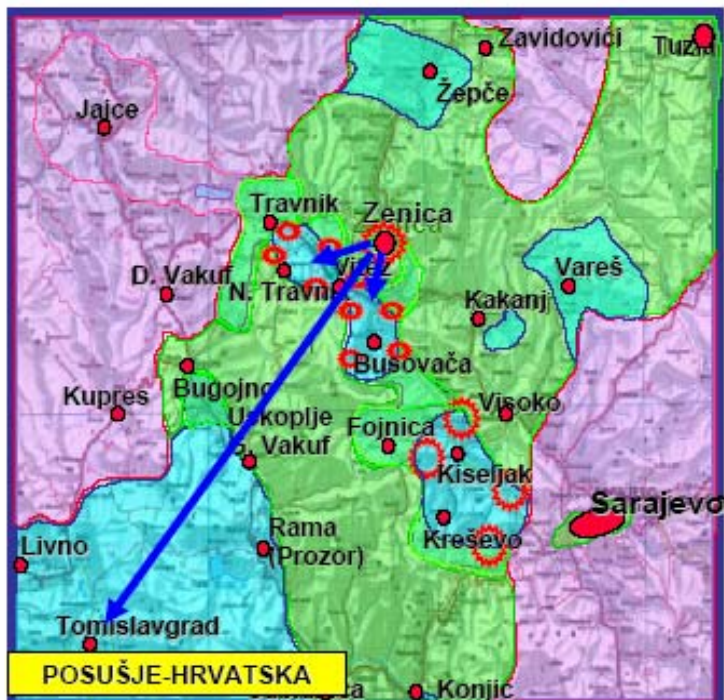 Zavidovići
Tuzla
Žepče
Jajce
Travnik
Zenica
Vitez
Vareš
D. Vakuf
N. Travnik
Kakanj
Busovača
Bugojno
Kupres
Uskoplje
Fojnica
Visoko
Vakuf
Kiseljak
Sarajevo
Kreševo
Livno
Rama
(Prozor)
Tomislavgrad
POSUŠJE-HRVATSKA
Konjic